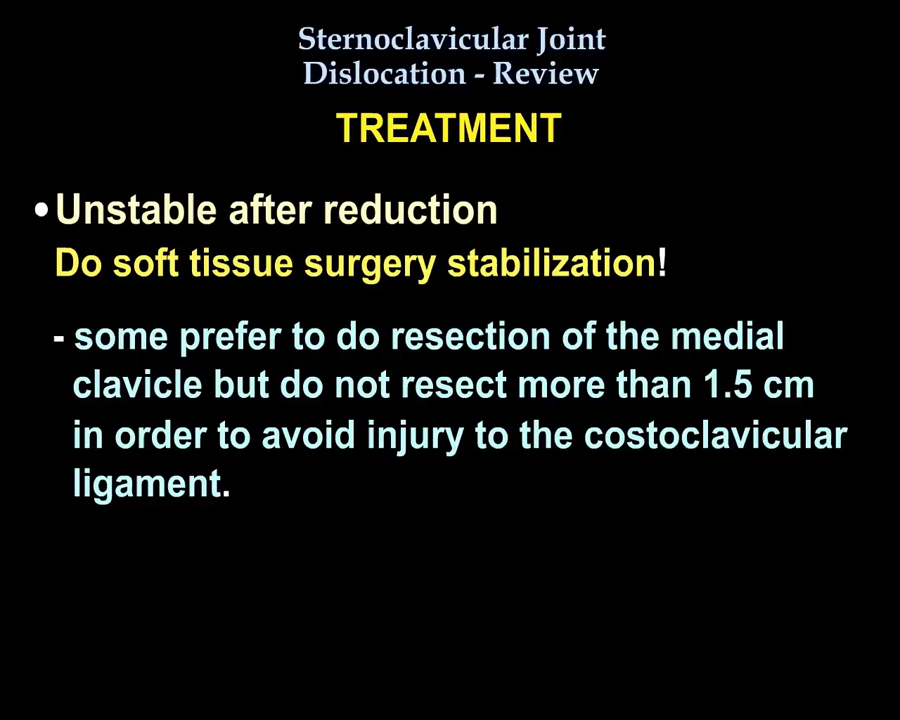 Sternoclavicular Joint
Dislocation - Review
TREATMENT
• Unstable after reduction
Do soft tissue surgery stabilization!
- some prefer to do resection of the medial
clavicle but do not resect more than 1.5 cm
in order to avoid injury to the costoclavicular
ligament.